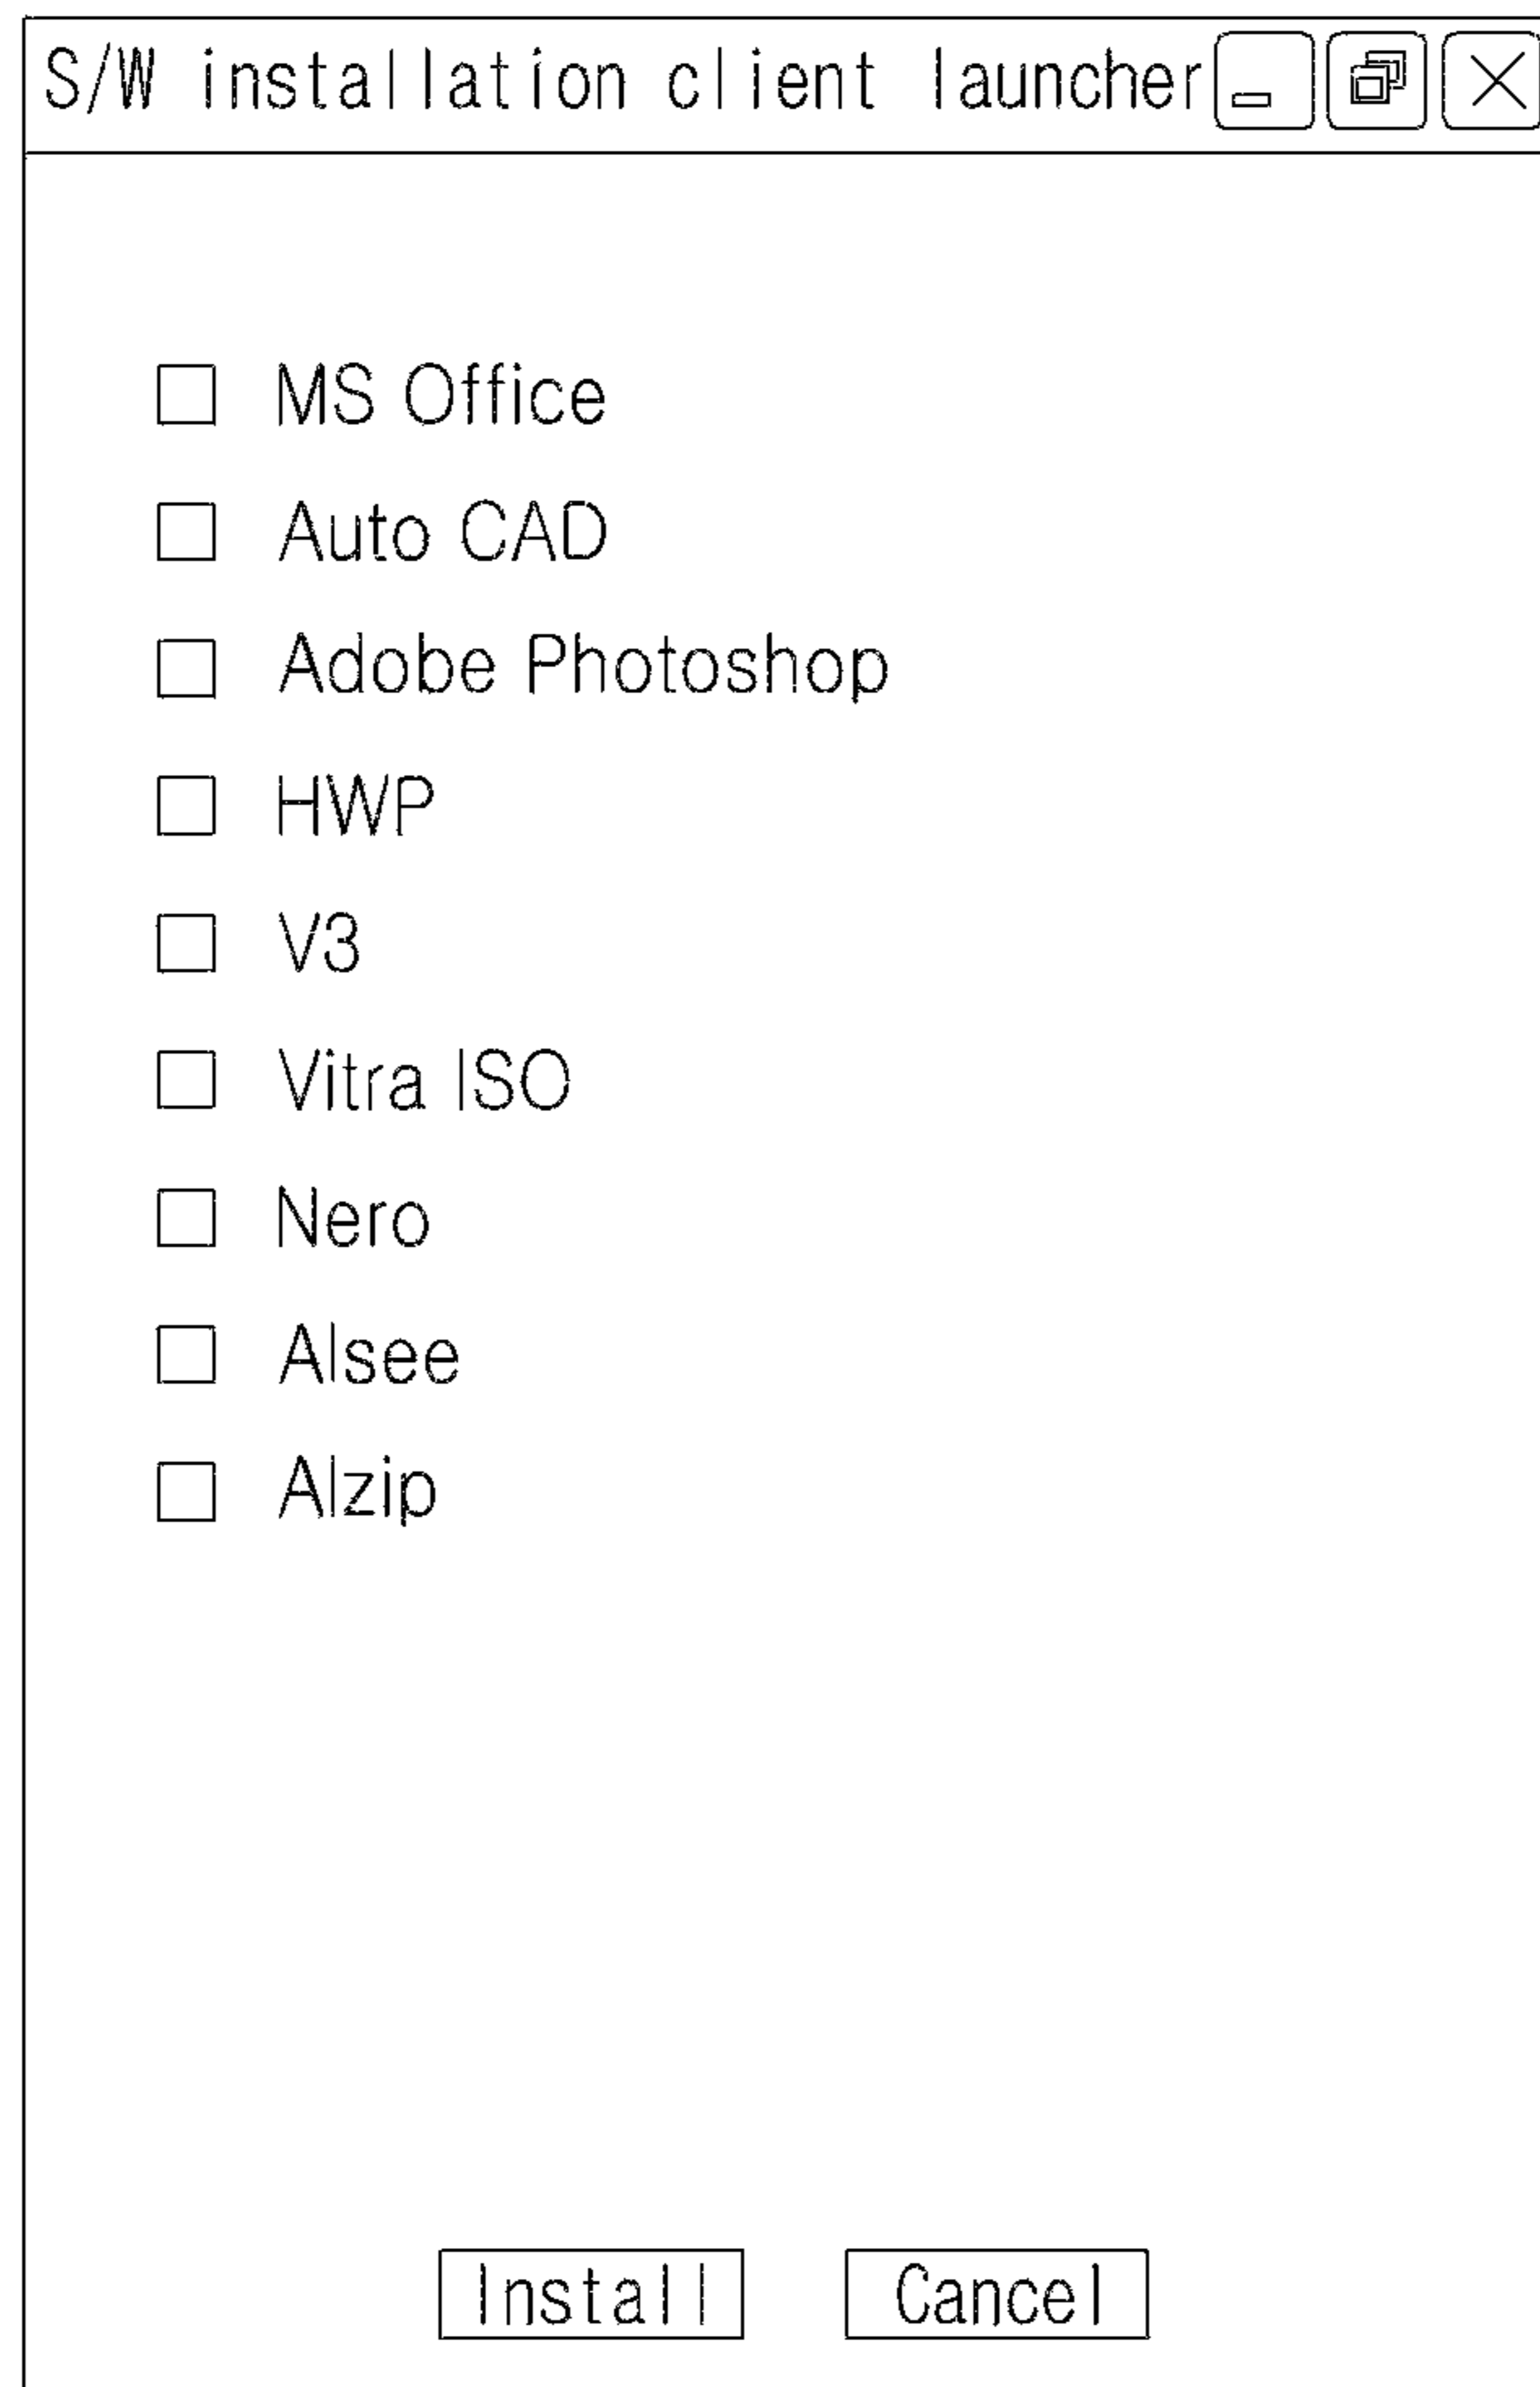 S/W installation client launcher
MS Office
Auto CAD
Adobe Photoshop
HWP
V3
Vitra ISO
Nero
Alsee
Alzip
Install Cancel